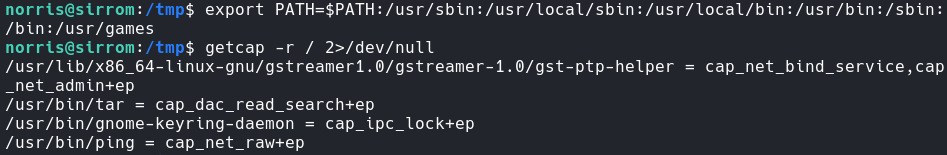 norris@sirrom:/tmp$ export PATH=$PATH:/usr/sbin:/usr/local/sbin:/usr/local/bin:/usr/bin:/sbin:
/bin:/usr/games
norris@sirrom:/tmp$ getcap -r / 2>/dev/null
/usr/lib/x86_64-linux-gnu/gstreamer1.0/gstreamer-1.0/gst-ptp-helper = cap_net_bind_service,cap
_net_admin+ep
/usr/bin/tar = cap_dac_read_search+ep
/usr/bin/gnome-keyring-daemon = cap_ipc_lock+ep
/usr/bin/ping = cap_net_raw+ep